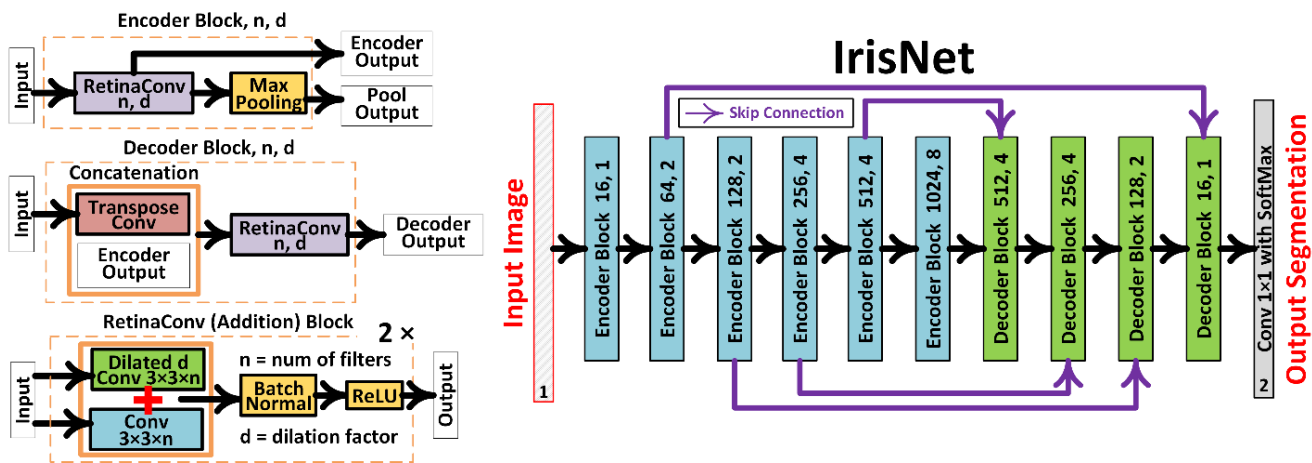 Encoder Block, n, d
Input
RetinaConv
n, d
Max
Pooling
Encoder
Output
Pool
Output
Decoder Block, n, d
Concatenation
Input
Transpose
Conv
Encoder
Output
RetinaConv
n, d
Decoder
Output
RetinaConv (Addition) Block
2 ×
Input
Dilated d
Conv 3×3×n
+
Conv
3×3×n
n = num of filters
Batch
Normal
ReLU
d = dilation factor
Output
IrisNet
Skip Connection
Input Image
1
Encoder Block 16, 1
Encoder Block 64, 2
Encoder Block 128, 2
Encoder Block 256, 4
Encoder Block 512, 4
Encoder Block 1024, 8
Decoder Block 512, 4
Decoder Block 256, 4
Decoder Block 128, 2
Decoder Block 16, 1
Conv 1×1 with SoftMax
2
Output Segmentation